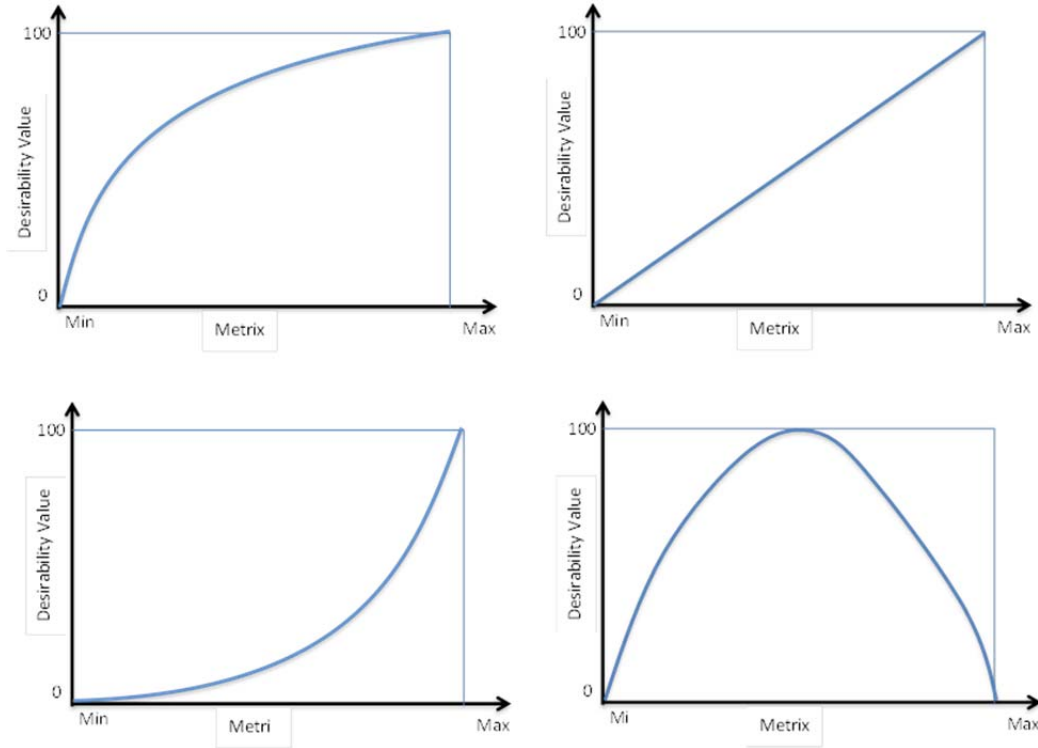 100
Desirability Value
0
Min
Metrix
Max
100
Desirability Value
0
Min
Metrix
Max
100
Desirability Value
0
Min
Metri
Max
100
Desirability Value
0
Mi
Metrix
Max